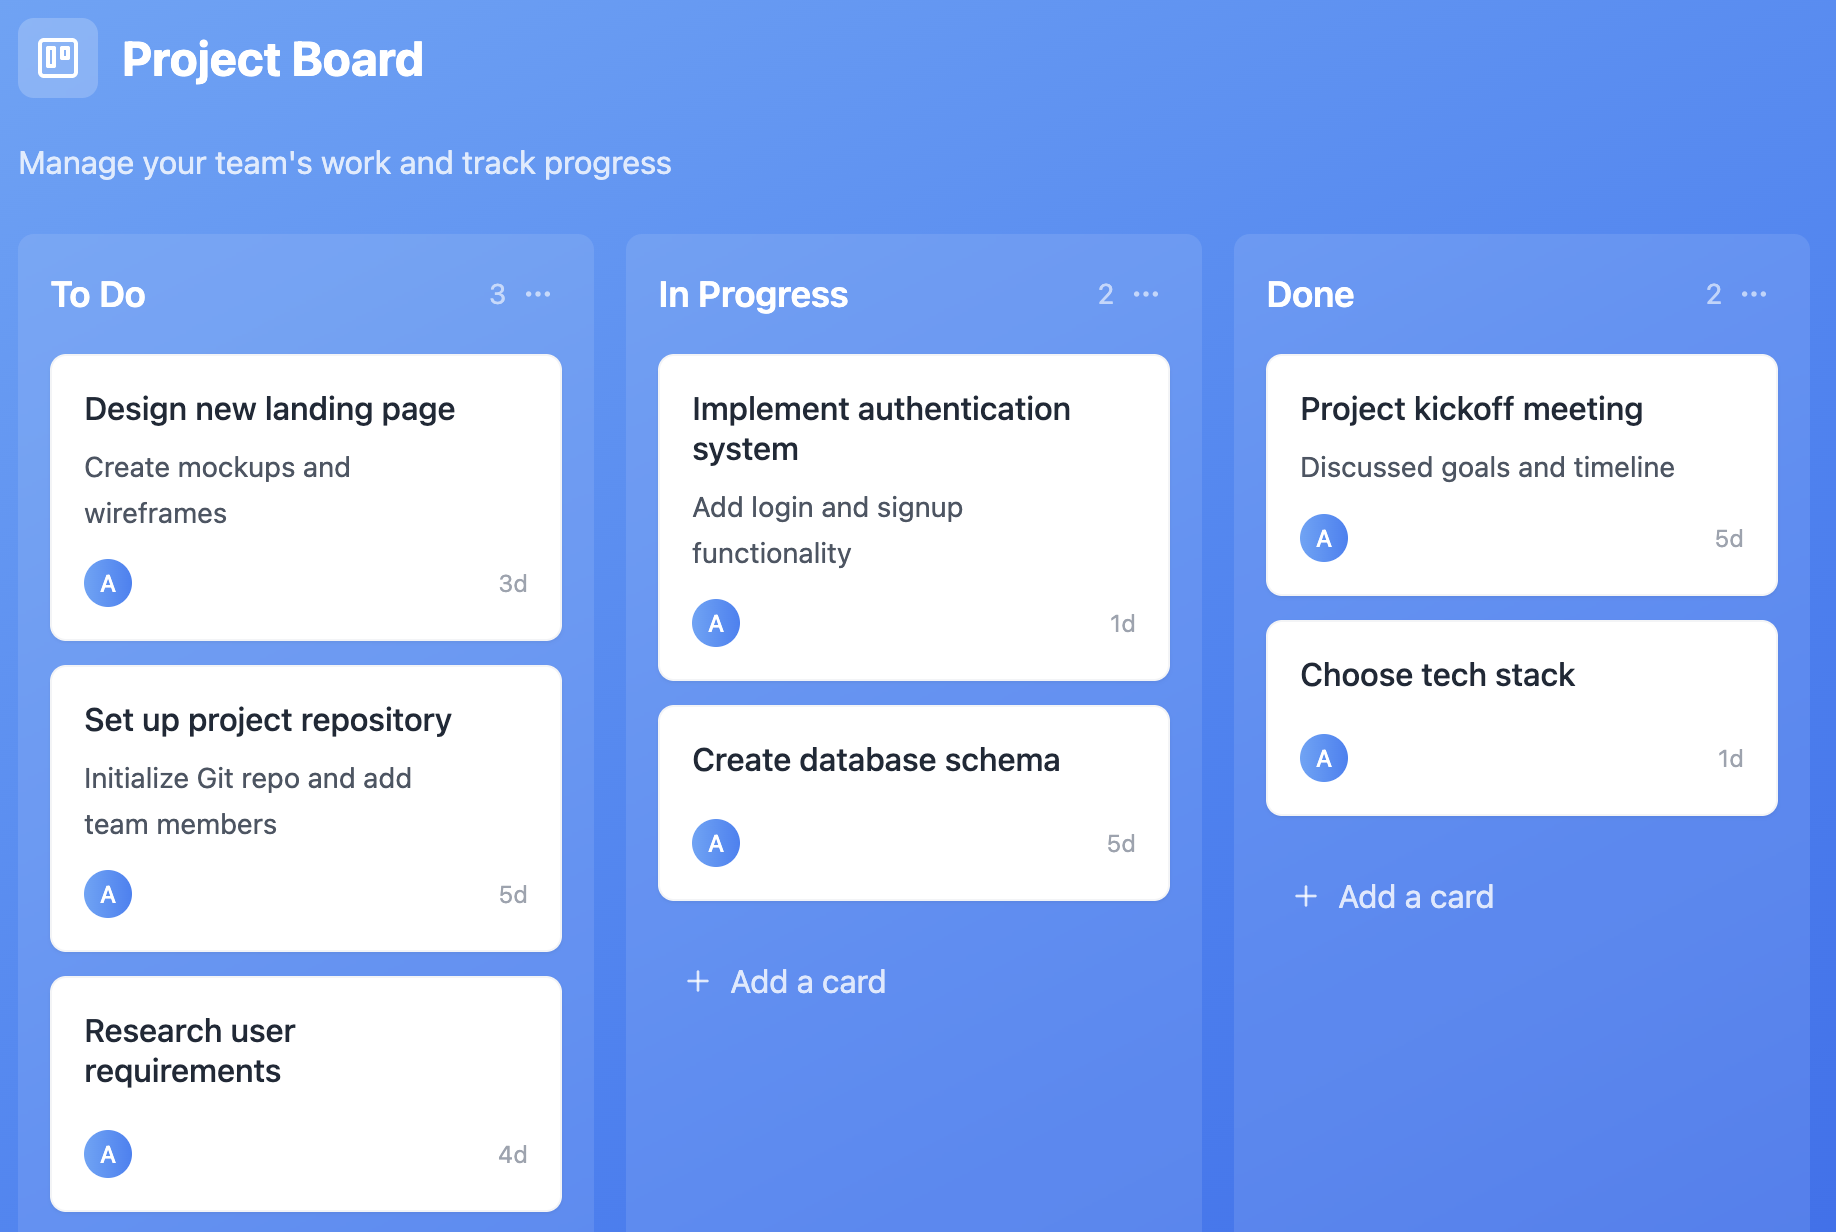 Project Board
Manage your team's work and track progress
To Do
3
Design new landing page
Create mockups and
wireframes
A
3d
Set up project repository
Initialize Git repo and add
team members
A
5d
Research user
requirements
A
4d
In Progress
2
Implement authentication
system
Add login and signup
functionality
A
1d
Create database schema
A
5d
+ Add a card
Done
2
Project kickoff meeting
Discussed goals and timeline
A
5d
Choose tech stack
A
1d
+ Add a card